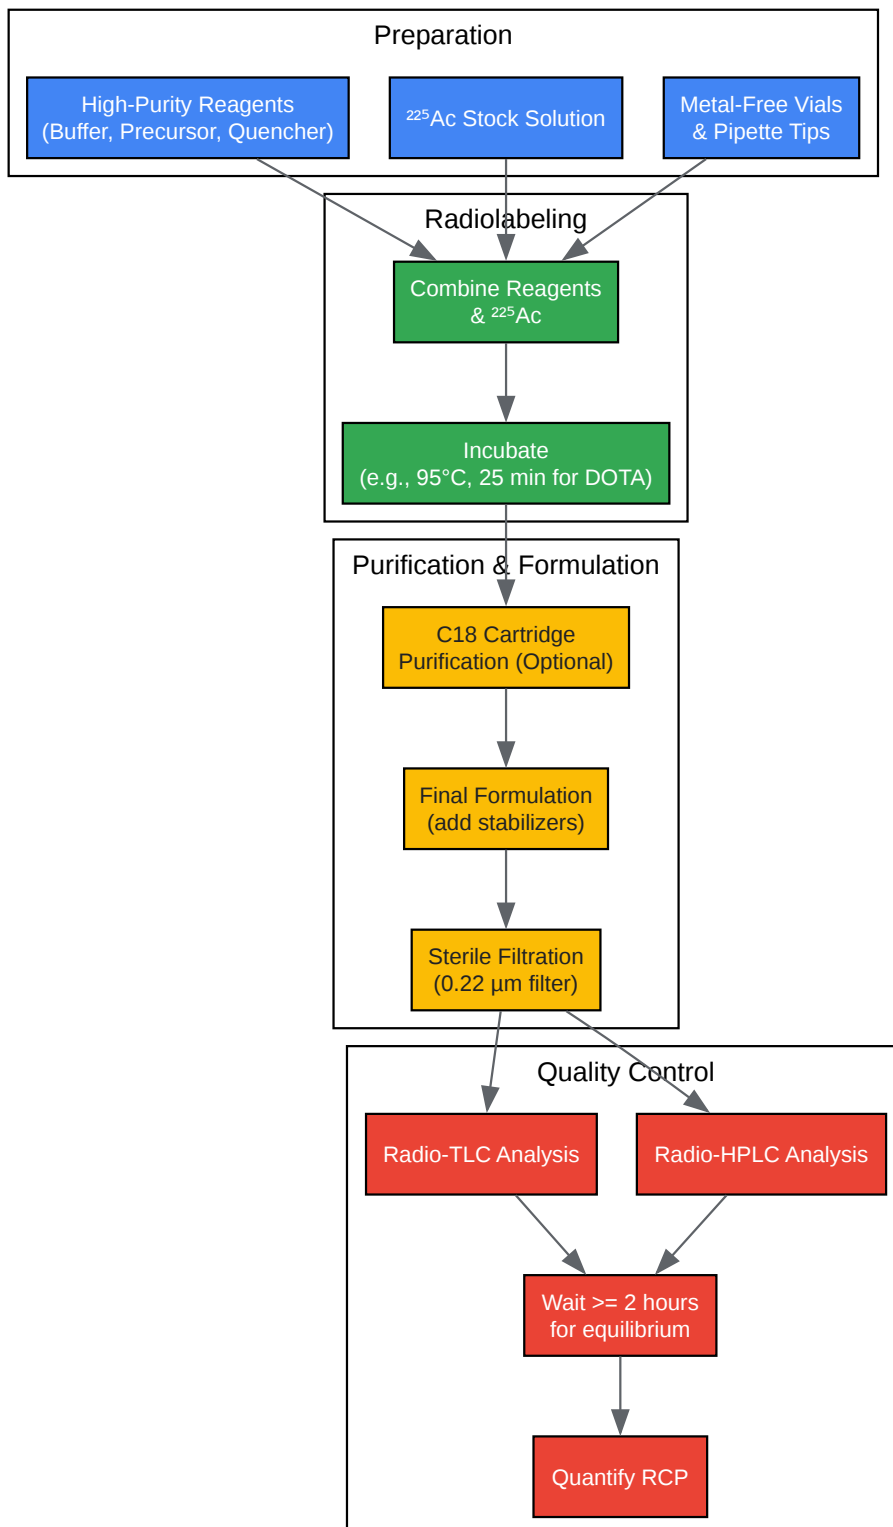 Preparation
High-Purity Reagents
(Buffer, Precursor, Quencher)
²²⁵Ac Stock Solution
Metal-Free Vials
& Pipette Tips
Radiolabeling
Combine Reagents
& ²²⁵Ac
Incubate
(e.g., 95°C, 25 min for DOTA)
Purification & Formulation
C18 Cartridge
Purification (Optional)
Final Formulation
(add stabilizers)
Sterile Filtration
(0.22 µm filter)
Quality Control
Radio-TLC Analysis
Radio-HPLC Analysis
Wait >= 2 hours
for equilibrium
Quantify RCP